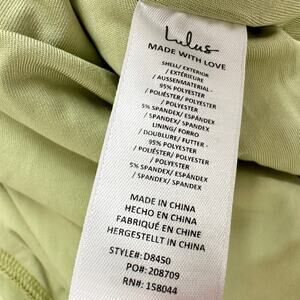 Lulus
MADE WITH LOVE
SHELL/ EXTERIOR
/ EXTÉRIEURE
/ AUSSENMATERIAL -
95% POLYESTER
/ POLIÉSTER/ POLYESTER
/ POLYESTER,
5% SPANDEX/ ESPÁNDEX
/ SPANDEX/ SPANDEX
LINING/ FORRO
/ DOUBLURE/ FUTTER -
95% POLYESTER
/ POLIÉSTER/ POLYESTER
/ POLYESTER,
5% SPANDEX/ ESPÁNDEX
/ SPANDEX/ SPANDEX
MADE IN CHINA
HECHO EN CHINA
FABRIQUÉ EN CHINE
HERGESTELLT IN CHINA
STYLE#: D8450
PO#: 208709
RN#: 158044